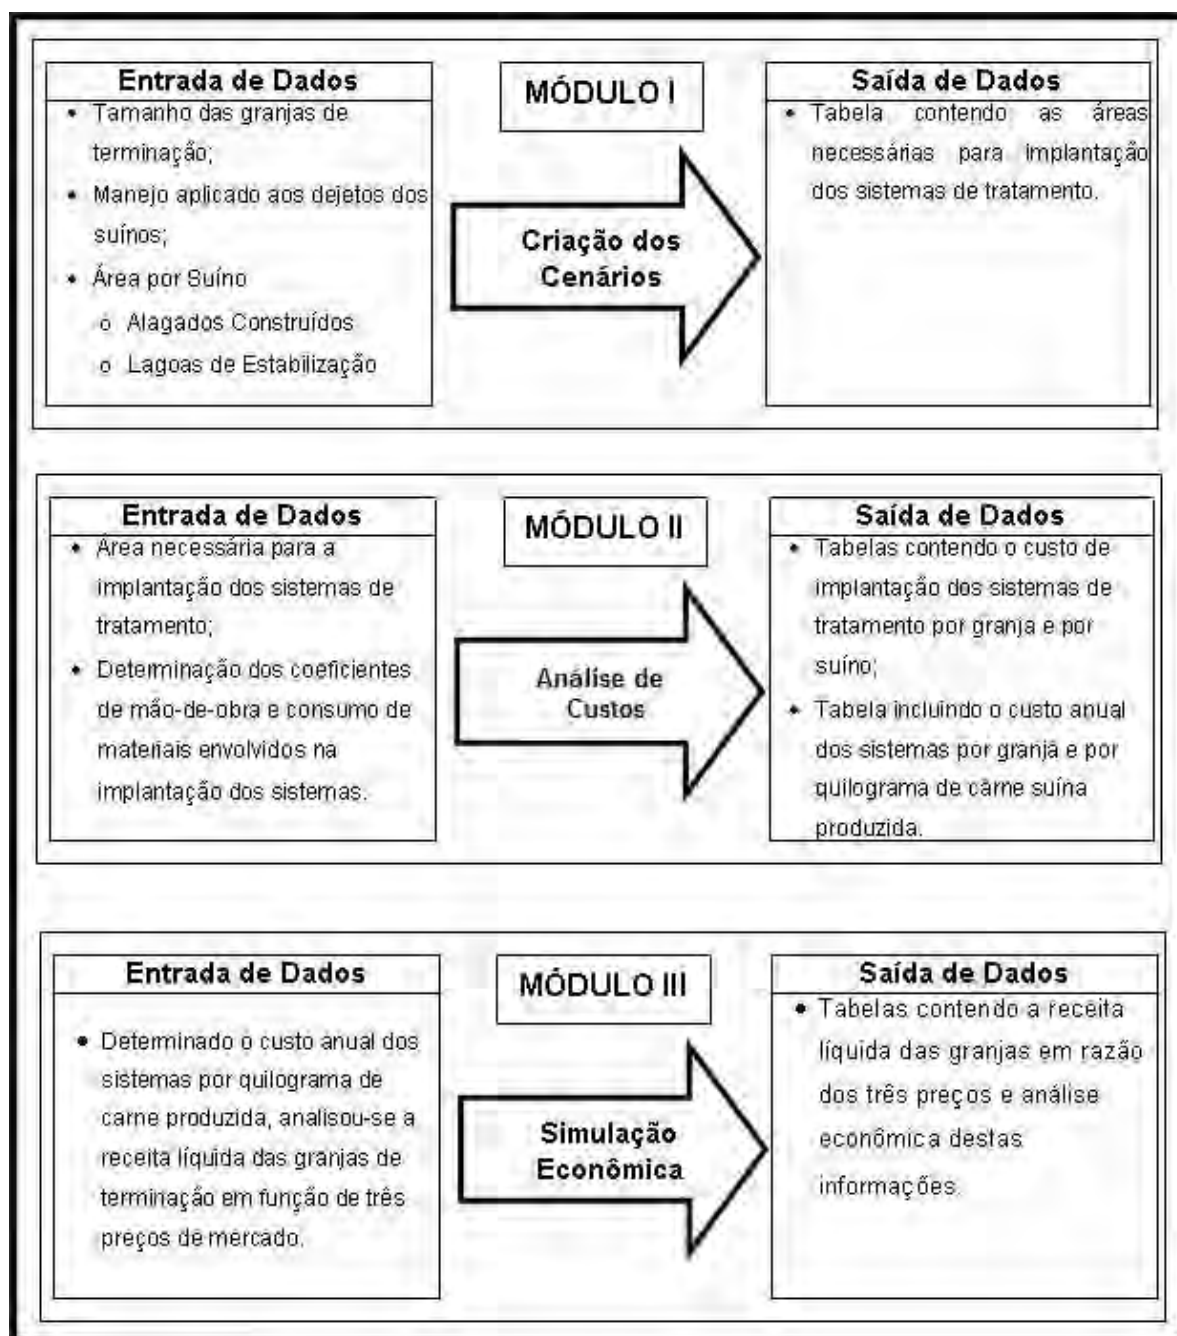 Entrada de Dados
• Tamanho das granjas de
terminação;
• Manejo aplicado aos dejetos dos
suínos;
• Área por Suíno
o Alagados Construídos
o Lagoas de Estabilização
MÓDULO I
Criação dos
Cenários
Saída de Dados
• Tabela contendo as áreas
necessárias para implantação
dos sistemas de tratamento.
Entrada de Dados
• Área necessária para a
implantação dos sistemas de
tratamento;
• Determinação dos coeficientes
de mão-de-obra e consumo de
materiais envolvidos na
implantação dos sistemas.
MÓDULO II
Análise de
Custos
Saída de Dados
• Tabelas contendo o custo de
implantação dos sistemas de
tratamento por granja e por
suíno;
• Tabela incluindo o custo anual
dos sistemas por granja e por
quilograma de carne suína
produzida.
Entrada de Dados
• Determinado o custo anual dos
sistemas por quilograma de
carne produzida, analisou-se a
receita líquida das granjas de
terminação em função de três
preços de mercado.
MÓDULO III
Simulação
Econômica
Saída de Dados
• Tabelas contendo a receita
líquida das granjas em razão
dos três preços e análise
econômica destas
informações.